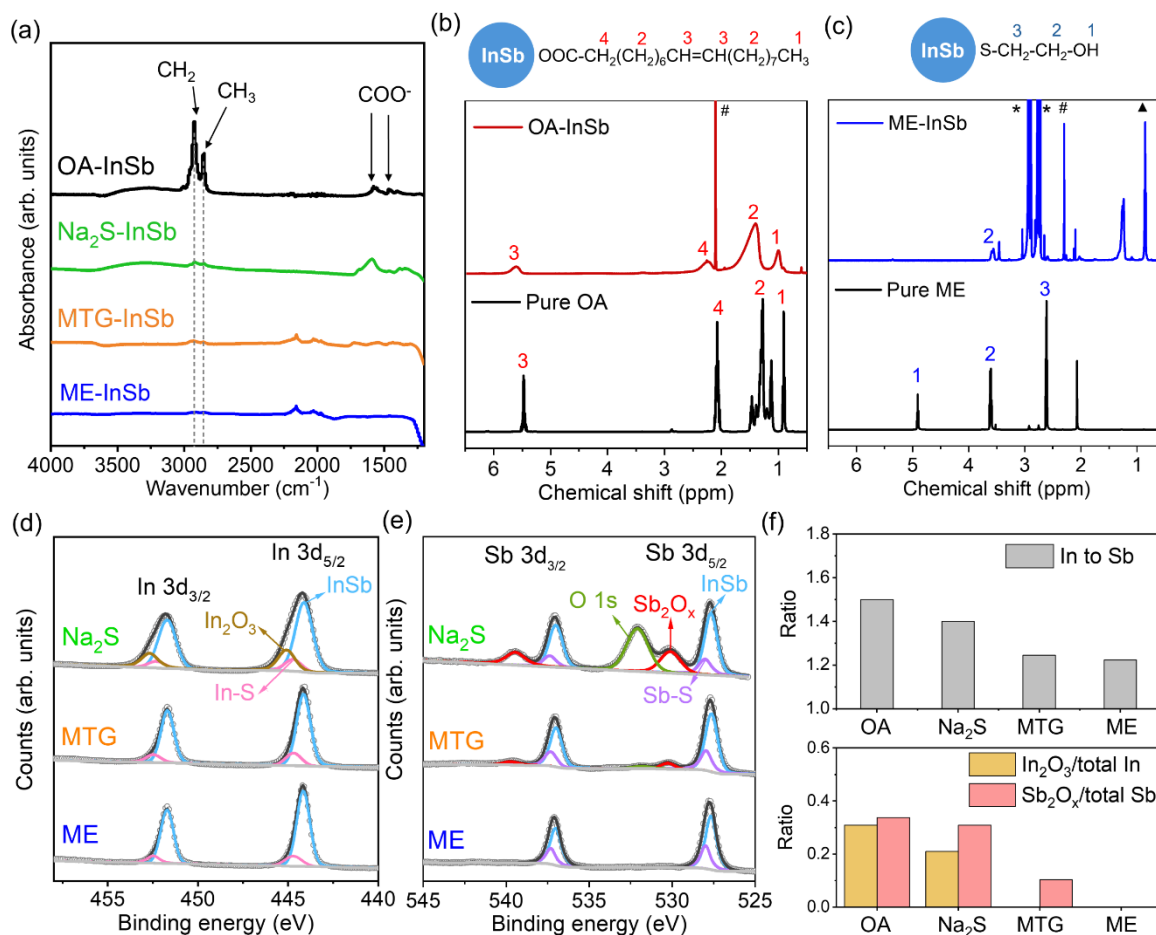 (a)
CH₂
CH₃
COO⁻
OA-InSb
Na₂S-InSb
MTG-InSb
ME-InSb
Absorbance (arb. units)
4000 3000 2500 2000 1500
Wavenumber (cm⁻¹)
(b)
4 2 3 3 2 1
InSb
OOC-CH₂(CH₂)₆CH=CH(CH₂)₇CH₃
#
OA-InSb
3 4 2 1
Pure OA
3 4 2 1
6 5 4 3 2 1
Chemical shift (ppm)
(c)
3 2 1
InSb
S-CH₂-CH₂-OH
* * # ▲
ME-InSb
2
Pure ME
1 2 3
6 5 4 3 2 1
Chemical shift (ppm)
(d)
In 3d₃/₂
In 3d₅/₂
InSb
In₂O₃
In-S
Na₂S
MTG
ME
Counts (arb. units)
455 450 445 440
Binding energy (eV)
(e)
Sb 3d₃/₂
Sb 3d₅/₂
InSb
O 1s
Sb₂Oₓ
Sb-S
Na₂S
MTG
ME
Counts (arb. units)
545 540 535 530 525
Binding energy (eV)
(f)
In to Sb
Ratio
1.8
1.6
1.4
1.2
1.0
OA Na₂S MTG ME
In₂O₃/total In
Sb₂Oₓ/total Sb
Ratio
0.6
0.4
0.2
0.0
OA Na₂S MTG ME